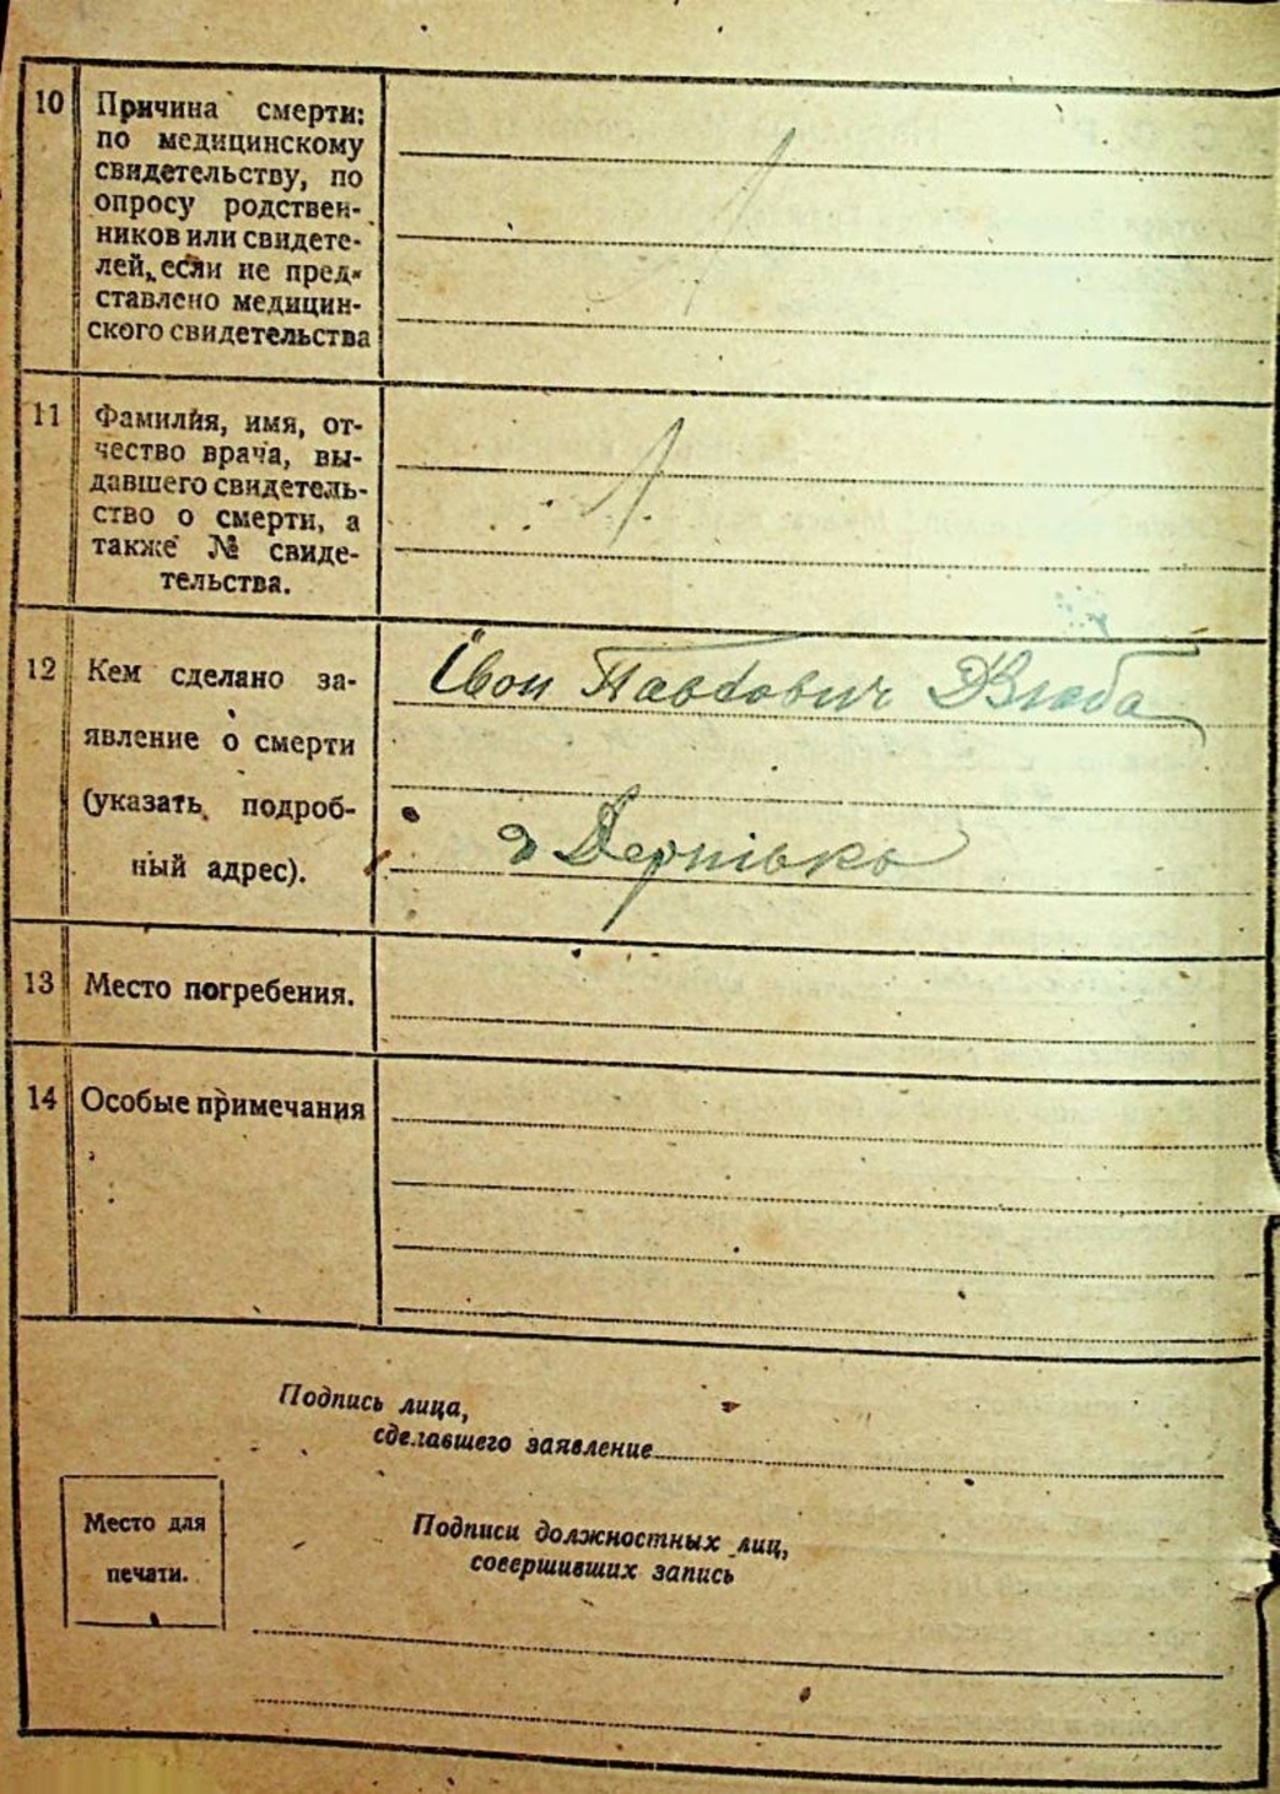 10
Причина смерти:
по медицинскому
свидетельству, по
опросу родствен-
ников или свидете-
лей, если не пред-
ставлено медицин-
ского свидетельства
11
Фамилия, имя, от-
чество врача, вы-
давшего свидетель-
ство о смерти, а
также № свиде-
тельства.
12
Кем сделано за-
явление о смерти
(указать подроб-
ный адрес).
Іван Павлович
13
Место погребения.
14
Особые примечания
Подпись лица,
сделавшего заявление
Место для
печати.
Подписи должностных лиц,
совершивших запись